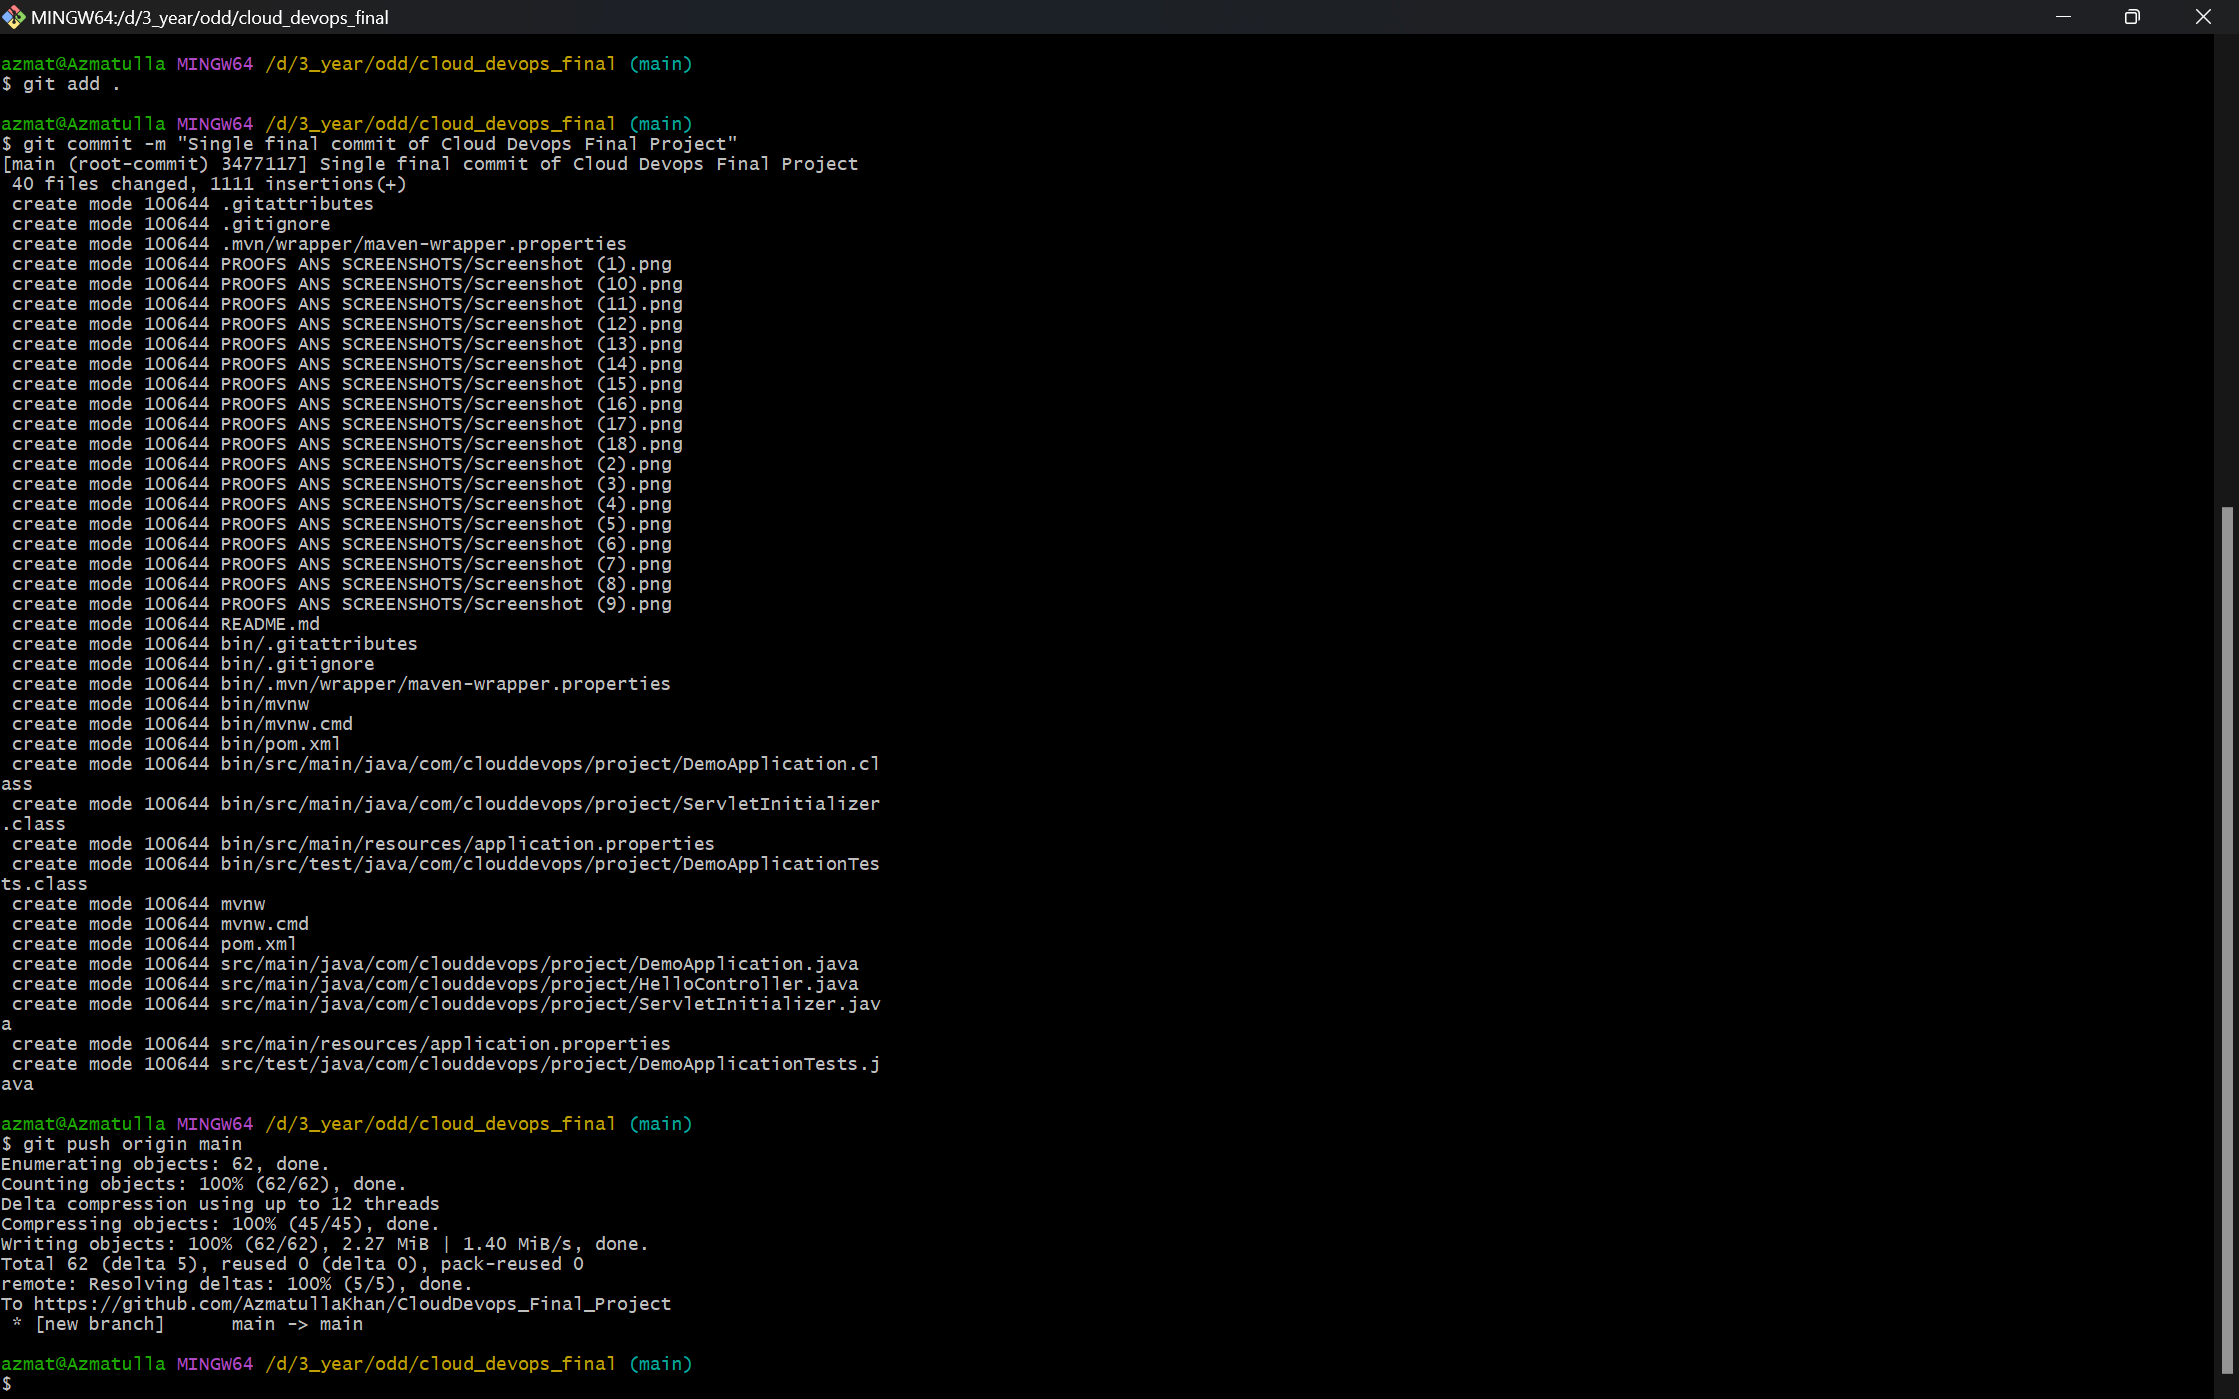 MINGW64:/d/3_year/odd/cloud_devops_final
azmat@Azmatulla MINGW64 /d/3_year/odd/cloud_devops_final (main)
$ git add .
azmat@Azmatulla MINGW64 /d/3_year/odd/cloud_devops_final (main)
$ git commit -m "Single final commit of Cloud Devops Final Project"
[main (root-commit) 3477117] Single final commit of Cloud Devops Final Project
 40 files changed, 1111 insertions(+)
 create mode 100644 .gitattributes
 create mode 100644 .gitignore
 create mode 100644 .mvn/wrapper/maven-wrapper.properties
 create mode 100644 PROOFS ANS SCREENSHOTS/Screenshot (1).png
 create mode 100644 PROOFS ANS SCREENSHOTS/Screenshot (10).png
 create mode 100644 PROOFS ANS SCREENSHOTS/Screenshot (11).png
 create mode 100644 PROOFS ANS SCREENSHOTS/Screenshot (12).png
 create mode 100644 PROOFS ANS SCREENSHOTS/Screenshot (13).png
 create mode 100644 PROOFS ANS SCREENSHOTS/Screenshot (14).png
 create mode 100644 PROOFS ANS SCREENSHOTS/Screenshot (15).png
 create mode 100644 PROOFS ANS SCREENSHOTS/Screenshot (16).png
 create mode 100644 PROOFS ANS SCREENSHOTS/Screenshot (17).png
 create mode 100644 PROOFS ANS SCREENSHOTS/Screenshot (18).png
 create mode 100644 PROOFS ANS SCREENSHOTS/Screenshot (2).png
 create mode 100644 PROOFS ANS SCREENSHOTS/Screenshot (3).png
 create mode 100644 PROOFS ANS SCREENSHOTS/Screenshot (4).png
 create mode 100644 PROOFS ANS SCREENSHOTS/Screenshot (5).png
 create mode 100644 PROOFS ANS SCREENSHOTS/Screenshot (6).png
 create mode 100644 PROOFS ANS SCREENSHOTS/Screenshot (7).png
 create mode 100644 PROOFS ANS SCREENSHOTS/Screenshot (8).png
 create mode 100644 PROOFS ANS SCREENSHOTS/Screenshot (9).png
 create mode 100644 README.md
 create mode 100644 bin/.gitattributes
 create mode 100644 bin/.gitignore
 create mode 100644 bin/.mvn/wrapper/maven-wrapper.properties
 create mode 100644 bin/mvnw
 create mode 100644 bin/mvnw.cmd
 create mode 100644 bin/pom.xml
 create mode 100644 bin/src/main/java/com/clouddevops/project/DemoApplication.cl
ass
 create mode 100644 bin/src/main/java/com/clouddevops/project/ServletInitializer
.class
 create mode 100644 bin/src/main/resources/application.properties
 create mode 100644 bin/src/test/java/com/clouddevops/project/DemoApplicationTes
ts.class
 create mode 100644 mvnw
 create mode 100644 mvnw.cmd
 create mode 100644 pom.xml
 create mode 100644 src/main/java/com/clouddevops/project/DemoApplication.java
 create mode 100644 src/main/java/com/clouddevops/project/HelloController.java
 create mode 100644 src/main/java/com/clouddevops/project/ServletInitializer.jav
a
 create mode 100644 src/main/resources/application.properties
 create mode 100644 src/test/java/com/clouddevops/project/DemoApplicationTests.j
ava
azmat@Azmatulla MINGW64 /d/3_year/odd/cloud_devops_final (main)
$ git push origin main
Enumerating objects: 62, done.
Counting objects: 100% (62/62), done.
Delta compression using up to 12 threads
Compressing objects: 100% (45/45), done.
Writing objects: 100% (62/62), 2.27 MiB | 1.40 MiB/s, done.
Total 62 (delta 5), reused 0 (delta 0), pack-reused 0
remote: Resolving deltas: 100% (5/5), done.
To https://github.com/AzmatullaKhan/CloudDevops_Final_Project
 * [new branch]      main -> main
azmat@Azmatulla MINGW64 /d/3_year/odd/cloud_devops_final (main)
$